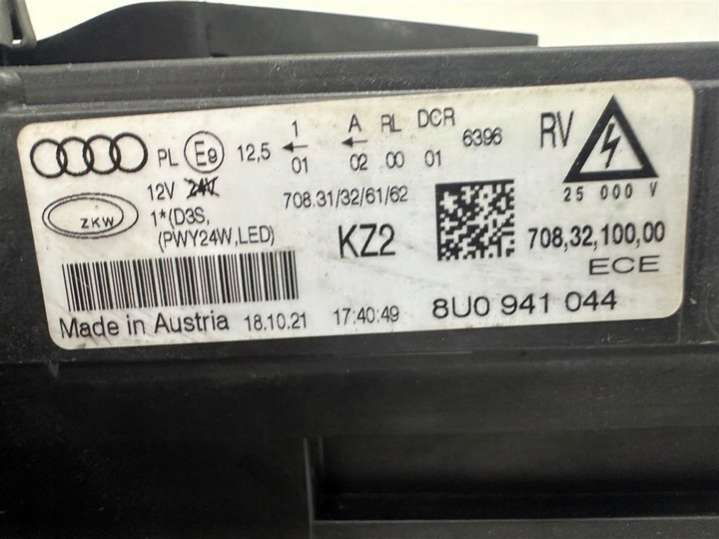 PL E9 12,5 1 A RL DCR 6396 RV
01 02 00 01
12V 24V 708.31/32/61/62 25 000 V
ZKW 1*(D3S,
(PWY24W,LED) KZ2 708,32,100,00
ECE
Made in Austria 18.10.21 17:40:49 8U0 941 044